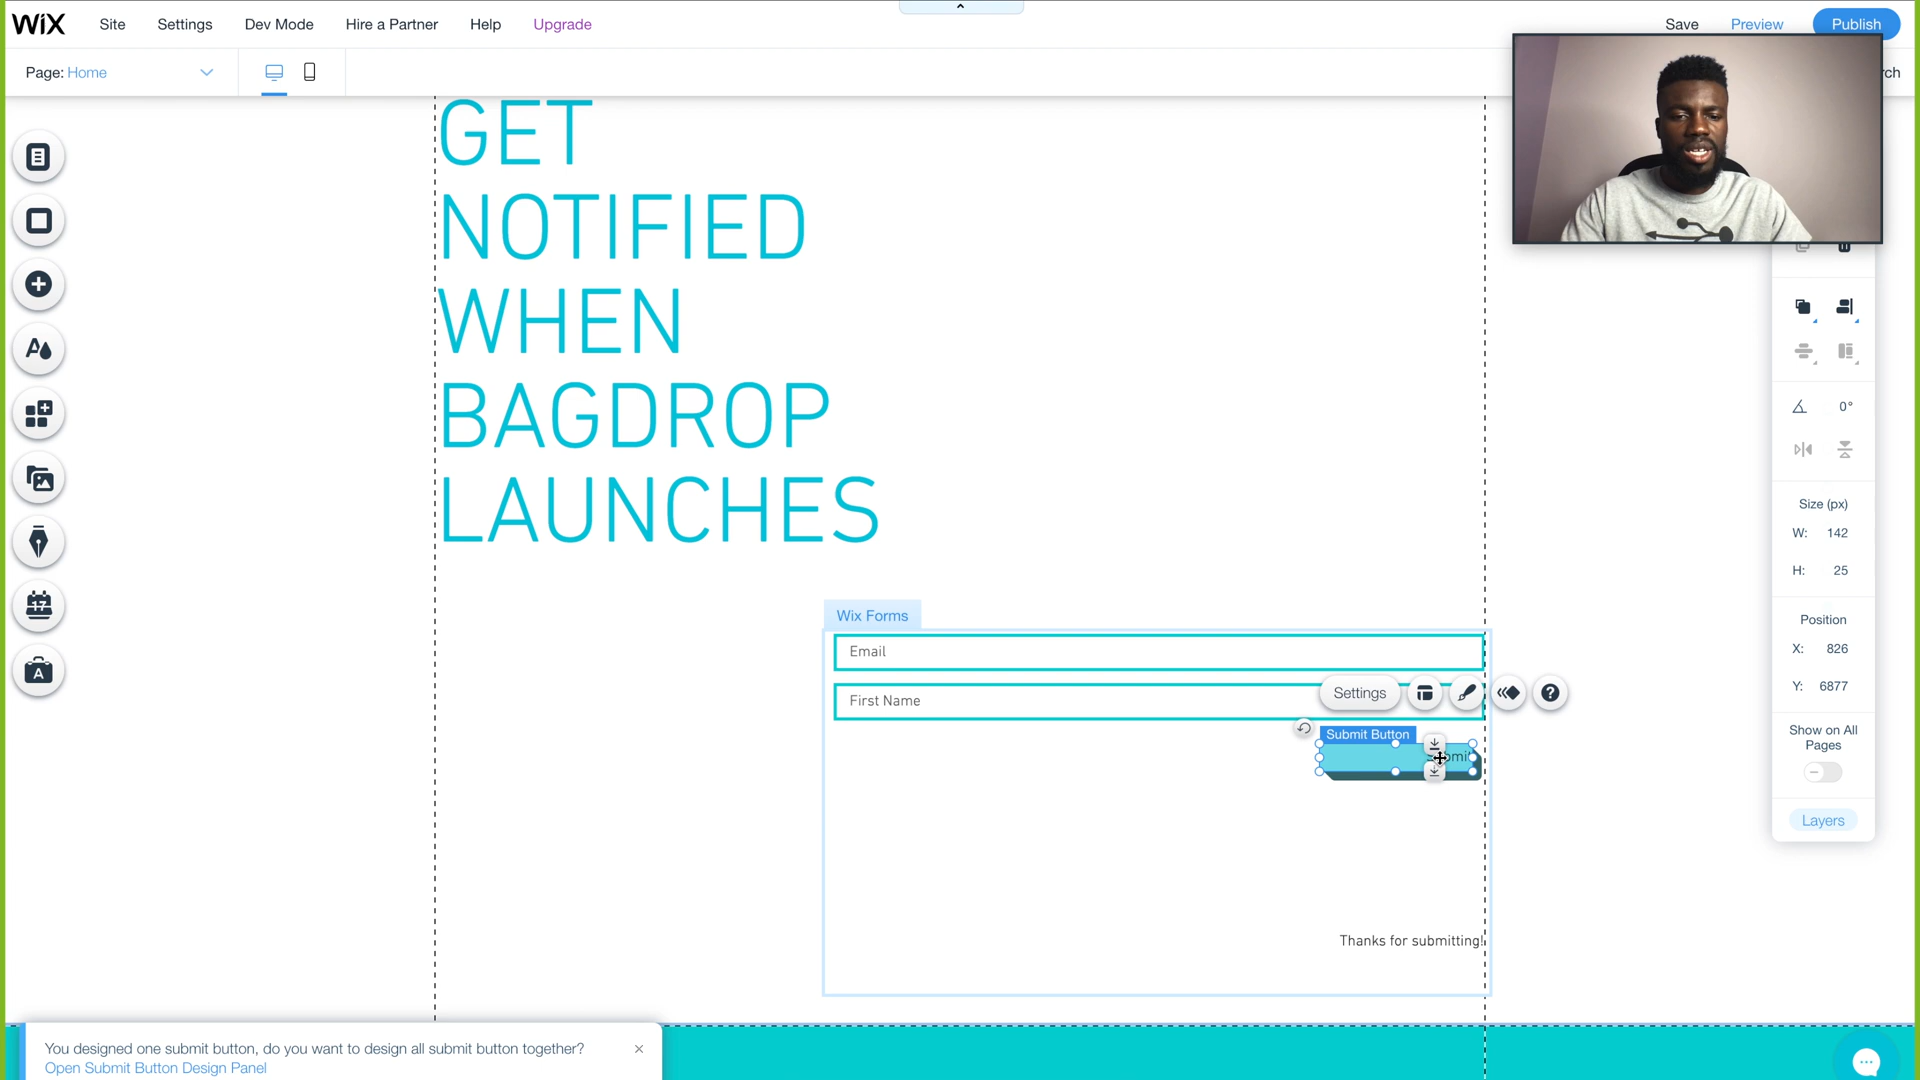 WiX Site Settings Dev Mode Hire a Partner Help Upgrade Save Preview Publish
Page: Home
GET
NOTIFIED
WHEN
BAGDROP
LAUNCHES
Wix Forms
Email
First Name
Settings
Submit Button
Thanks for submitting!
0°
Size (px)
W: 142
H: 25
Position
X: 826
Y: 6877
Show on All
Pages
Layers
17
A
You designed one submit button, do you want to design all submit button together?
Open Submit Button Design Panel